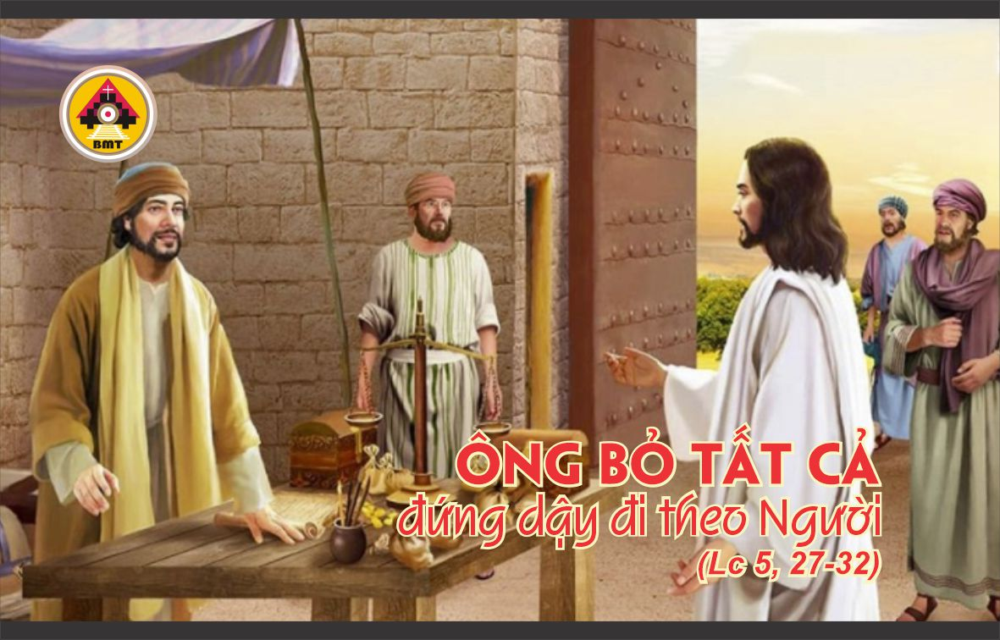 BMT
ÔNG BỎ TẤT CẢ
đứng dậy đi theo Người
(Lc 5, 27-32)